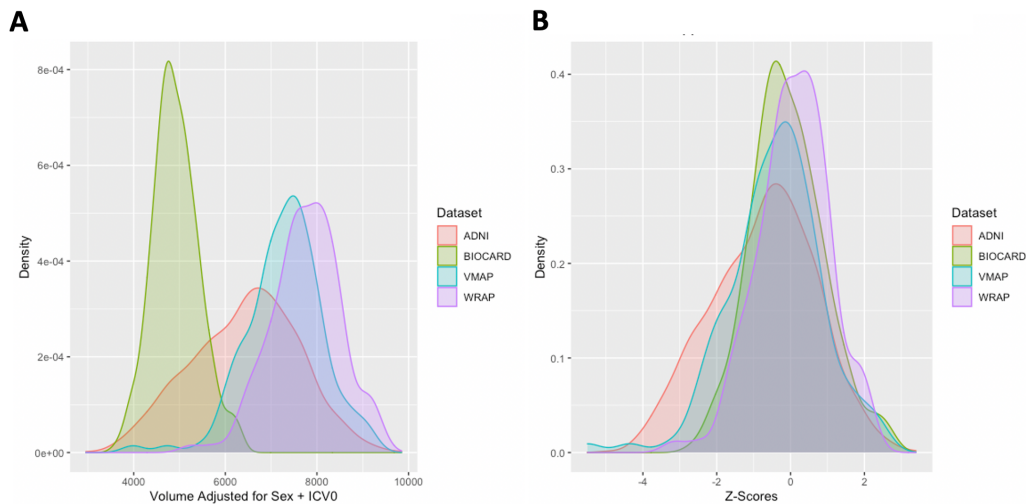 A
B
8e-04
6e-04
4e-04
2e-04
0e+00
Density
4000
6000
8000
10000
Volume Adjusted for Sex + ICV0
Dataset
ADNI
BIOCARD
VMAP
WRAP
0.4
0.3
0.2
0.1
0.0
Density
-4
-2
0
2
Z-Scores
Dataset
ADNI
BIOCARD
VMAP
WRAP